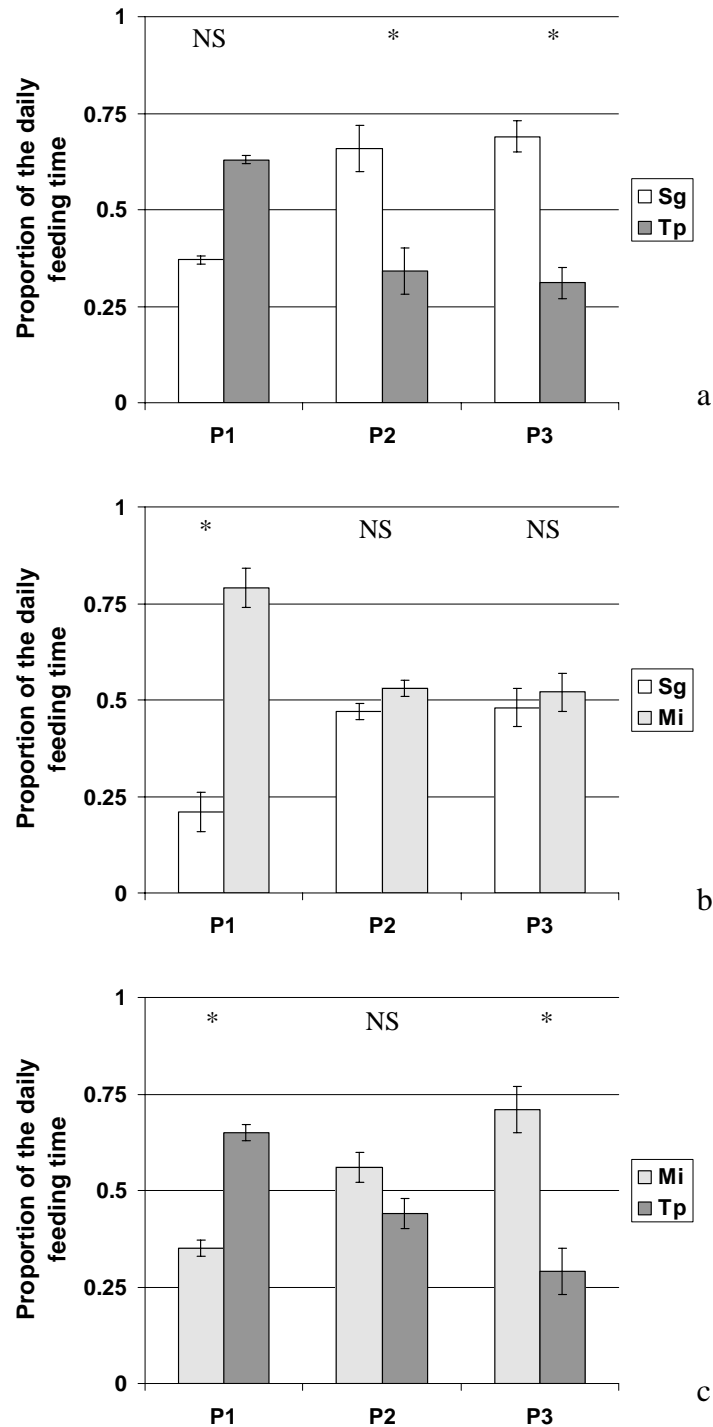 1
NS * *
0.75
0.5
0.25
0
Proportion of the daily
feeding time
P1 P2 P3
Sg
Tp
a
1
* NS NS
0.75
0.5
0.25
0
Proportion of the daily
feeding time
P1 P2 P3
Sg
Mi
b
1
* NS *
0.75
0.5
0.25
0
Proportion of the daily
feeding time
P1 P2 P3
Mi
Tp
c